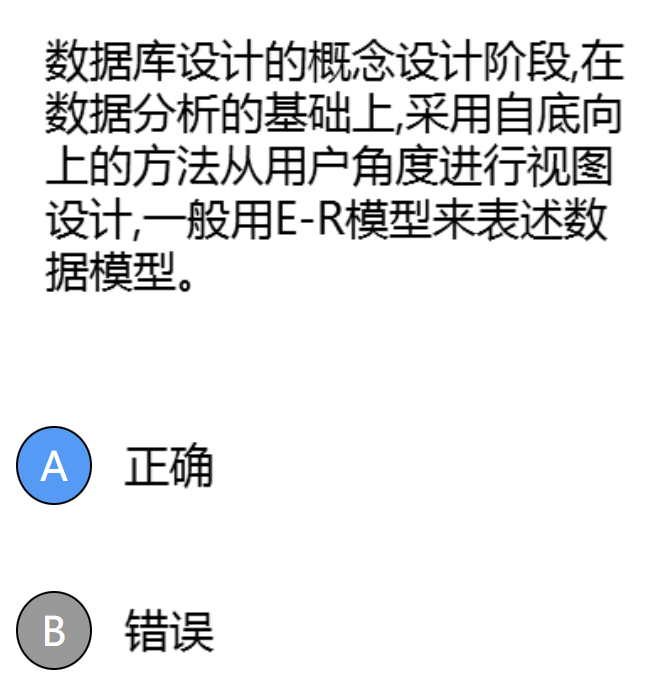 数据库设计的概念设计阶段,在
数据分析的基础上,采用自底向
上的方法从用户角度进行视图
设计,一般用E-R模型来表述数
据模型。
A 正确
B 错误